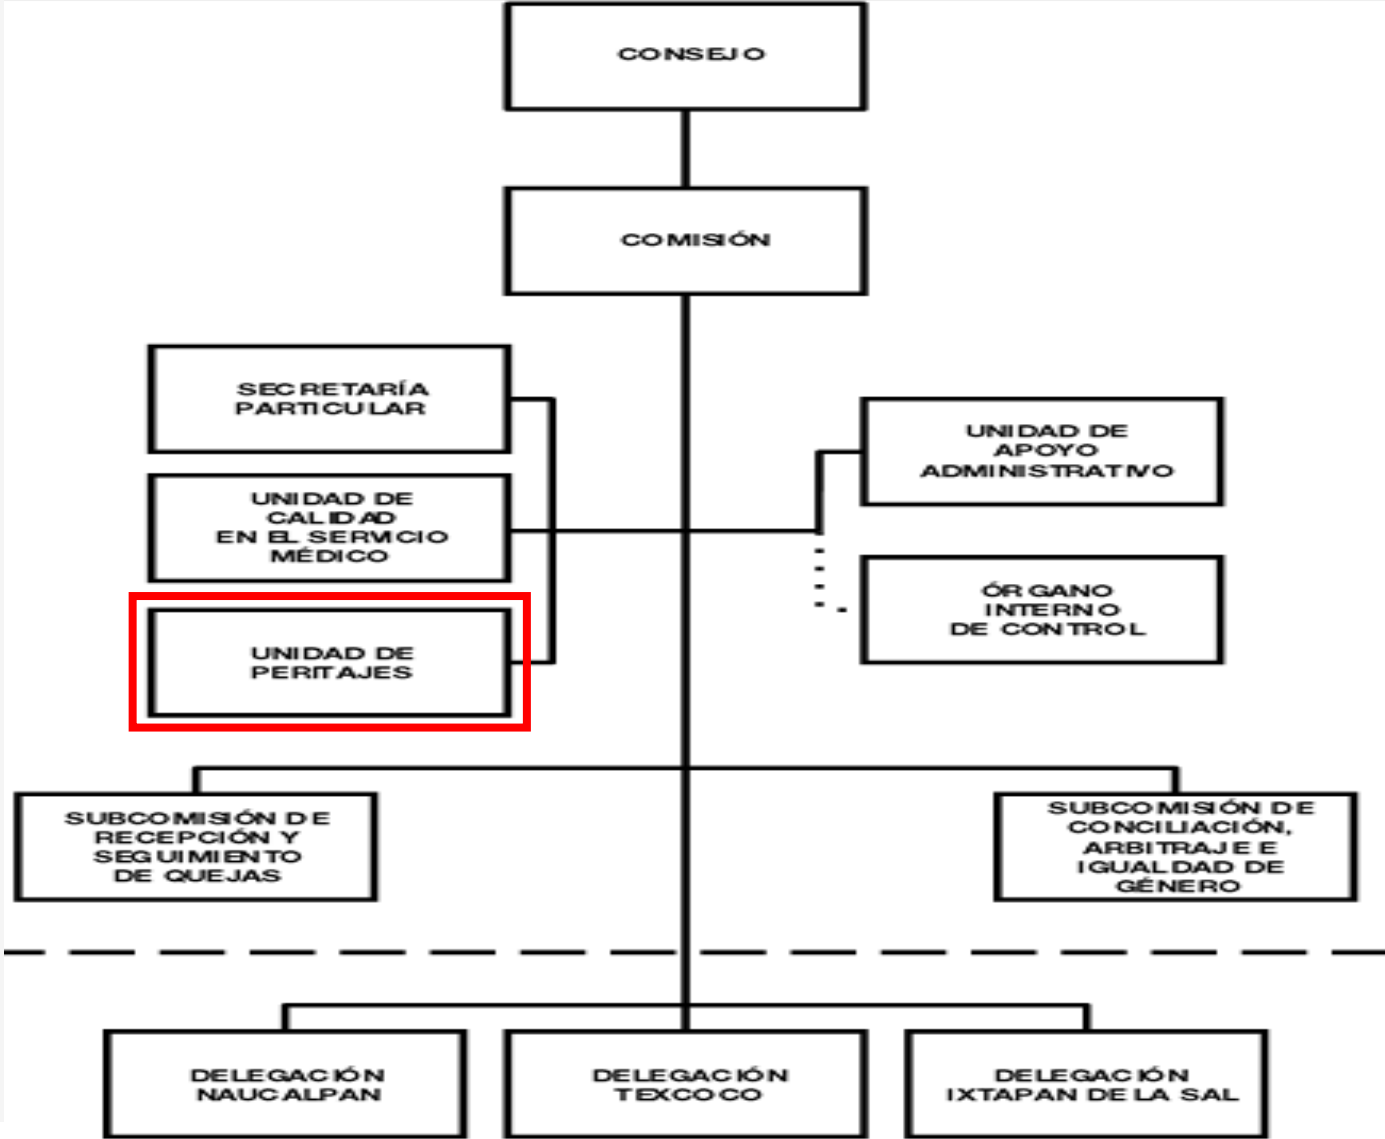 CONSEJO
COMISIÓN
SECRETARÍA
PARTICULAR
UNIDAD DE
APOYO
ADMINISTRATIVO
UNIDAD DE
CALIDAD
EN EL SERVICIO
MÉDICO
ÓRGANO
INTERNO
DE CONTROL
UNIDAD DE
PERITAJES
SUBCOMISIÓN DE
RECEPCIÓN Y
SEGUIMIENTO
DE QUEJAS
SUBCOMISIÓN DE
CONCILIACIÓN,
ARBITRAJE E
IGUALDAD DE
GÉNERO
DELEGACIÓN
NAUCALPAN
DELEGACIÓN
TEXCOCO
DELEGACIÓN
IXTAPAN DE LA SAL